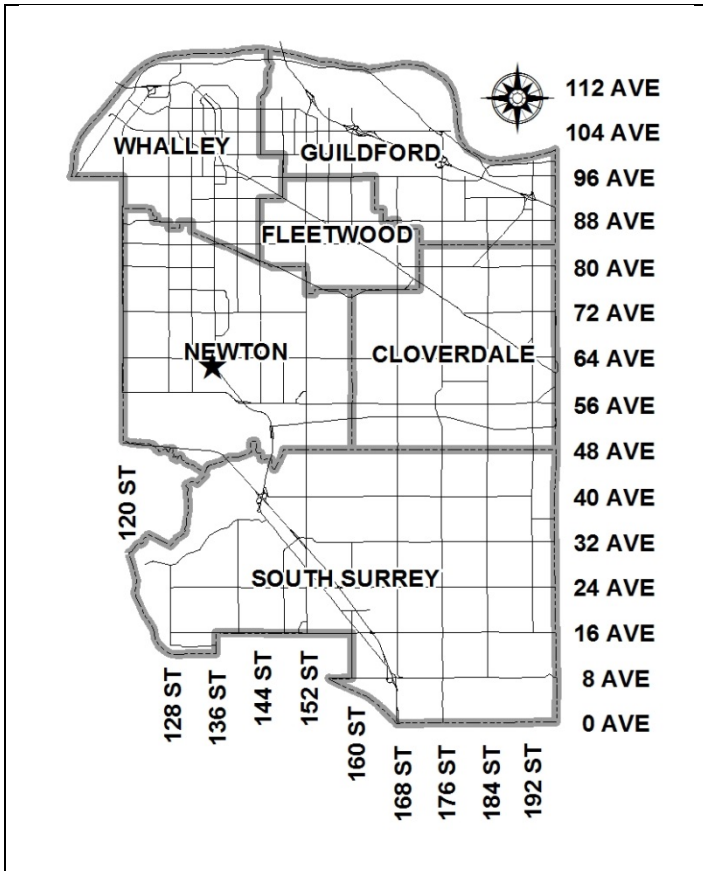 112 AVE
104 AVE
WHALLEY
GUILDFORD
96 AVE
88 AVE
FLEETWOOD
80 AVE
72 AVE
NEWTON
CLOVERDALE
64 AVE
56 AVE
48 AVE
120 ST
40 AVE
32 AVE
SOUTH SURREY
24 AVE
16 AVE
128 ST
136 ST
144 ST
152 ST
160 ST
8 AVE
0 AVE
168 ST
176 ST
184 ST
192 ST